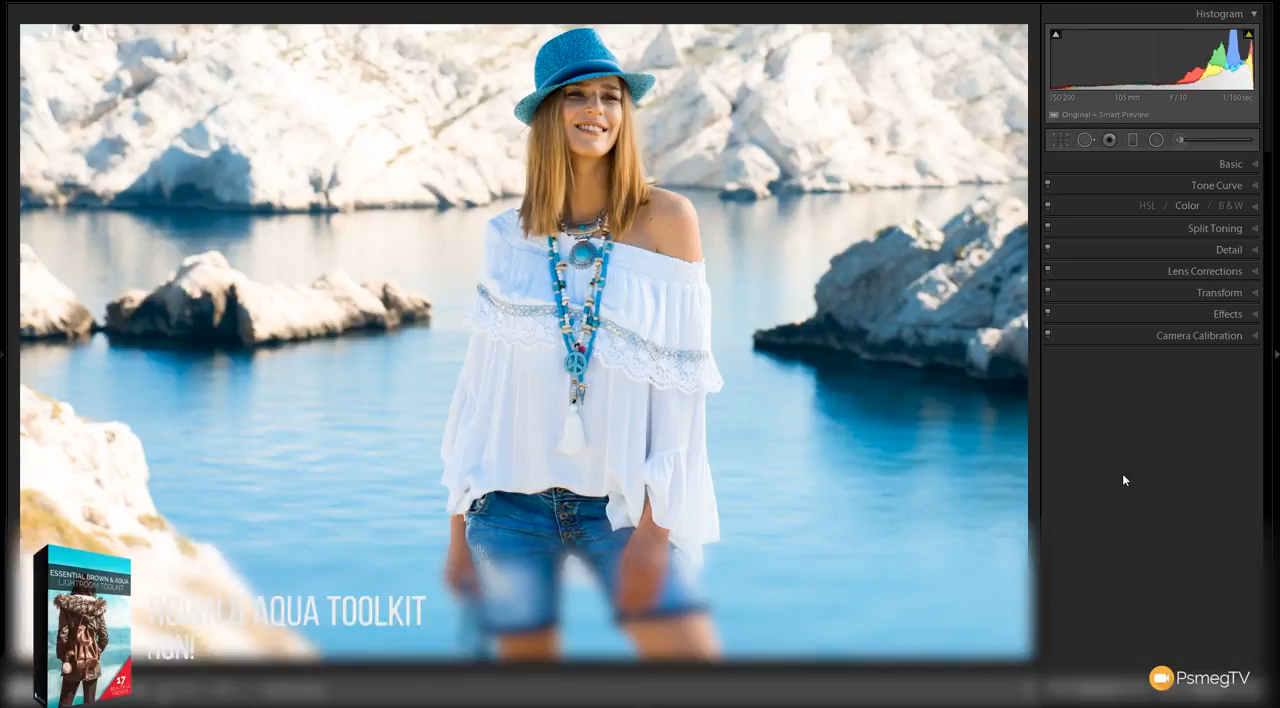 Histogram
ISO 200 105 mm ƒ / 10 1/160 sec
Original + Smart Preview
Basic
Tone Curve
HSL / Color / B & W
Split Toning
Detail
Lens Corrections
Transform
Effects
Camera Calibration
ESSENTIAL BROWN & AQUA
LIGHTROOM TOOLKIT
17
AQUA TOOLKIT
PsmegTV